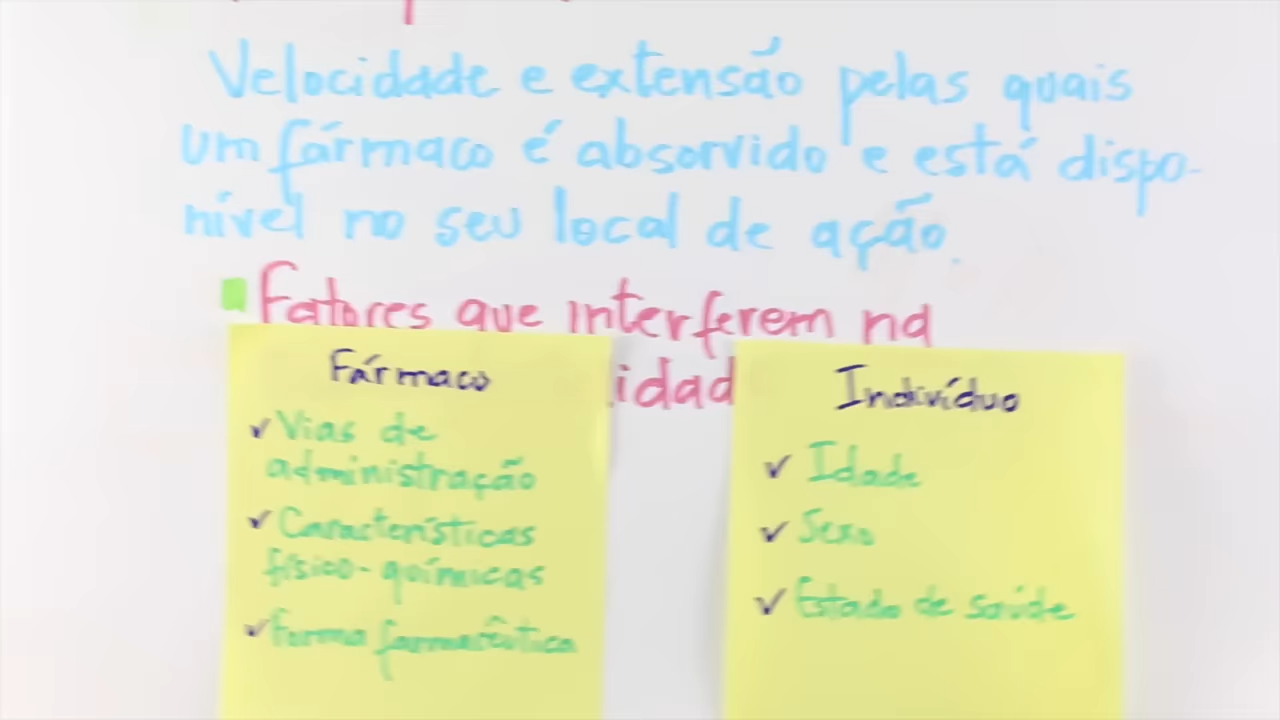 Velocidade e extensão pelas quais
um fármaco é absorvido e está dispo-
nível no seu local de ação.
Fatores que interferem na
idad
Fármaco
✓ Vias de
administração
✓ Características
físico-químicas
✓ Forma farmacêutica
Indivíduo
✓ Idade
✓ Sexo
✓ Estado de saúde